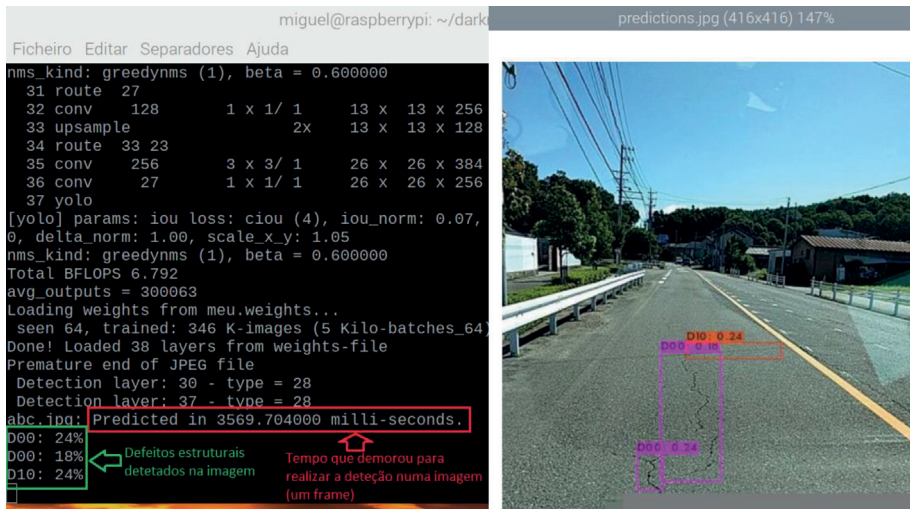 miguel@raspberrypi: ~/dark
Ficheiro Editar Separadores Ajuda
nms_kind: greedynms (1), beta = 0.600000
31 route 27
32 conv 128 1 x 1/ 1 13 x 13 x 256
33 upsample 2x 13 x 13 x 128
34 route 33 23
35 conv 256 3 x 3/ 1 26 x 26 x 384
36 conv 27 1 x 1/ 1 26 x 26 x 256
37 yolo
[yolo] params: iou loss: ciou (4), iou_norm: 0.07,
0, delta_norm: 1.00, scale_x_y: 1.05
nms_kind: greedynms (1), beta = 0.600000
Total BFLOPS 6.792
avg_outputs = 300063
Loading weights from meu.weights...
seen 64, trained: 346 K-images (5 Kilo-batches_64)
Done! Loaded 38 layers from weights-file
Premature end of JPEG file
Detection layer: 30 - type = 28
Detection layer: 37 - type = 28
abc.jpg: Predicted in 3569.704000 milli-seconds.
D00: 24%
D00: 18%
D10: 24%
Defeitos estruturais
detetados na imagem
Tempo que demorou para
realizar a deteção numa imagem
(um frame)
predictions.jpg (416x416) 147%
D10: 0.24
D00: 0.18
D00: 0.24